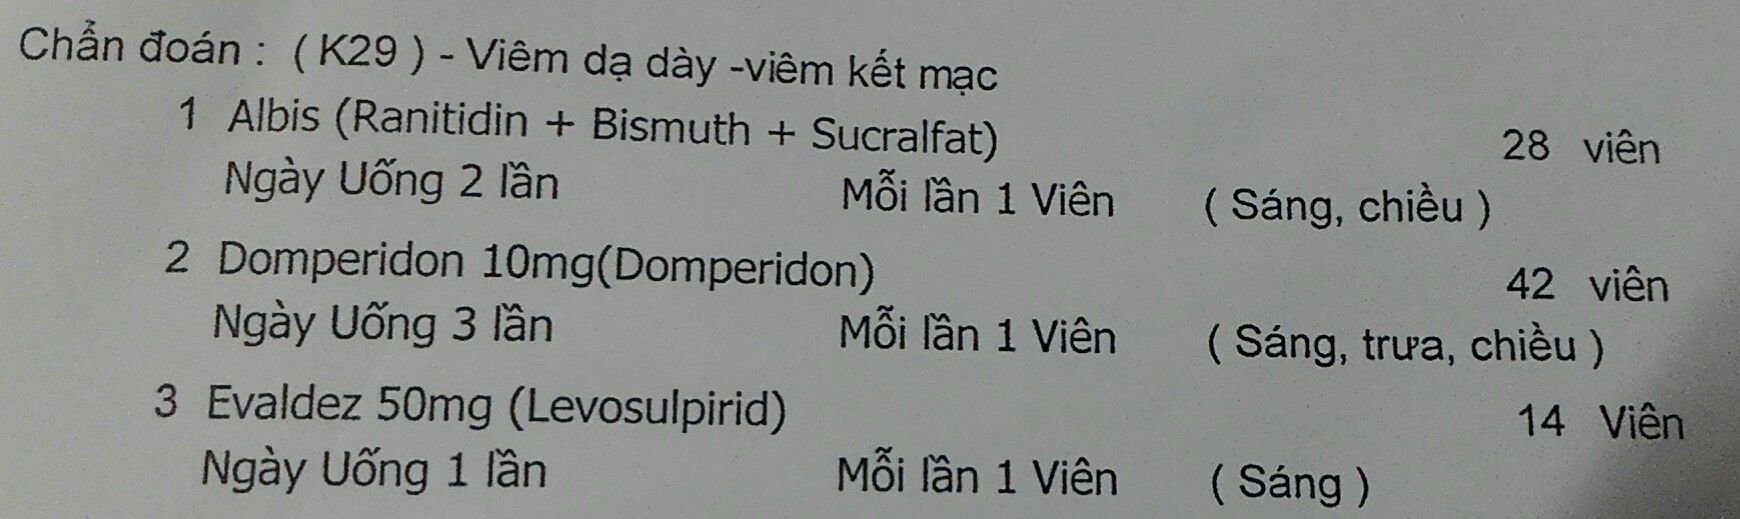 Chẩn đoán : ( K29 ) - Viêm dạ dày -viêm kết mạc
1 Albis (Ranitidin + Bismuth + Sucralfat) 28 viên
Ngày Uống 2 lần Mỗi lần 1 Viên ( Sáng, chiều )
2 Domperidon 10mg(Domperidon) 42 viên
Ngày Uống 3 lần Mỗi lần 1 Viên ( Sáng, trưa, chiều )
3 Evaldez 50mg (Levosulpirid) 14 Viên
Ngày Uống 1 lần Mỗi lần 1 Viên ( Sáng )